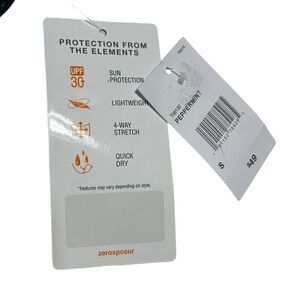 PROTECTION FROM
THE ELEMENTS
UPF
30
SUN
PROTECTION
LIGHTWEIGHT
4-WAY
STRETCH
QUICK
DRY
*Features may vary depending on style.
zeroxposur
PEPPERMINT
S
$49